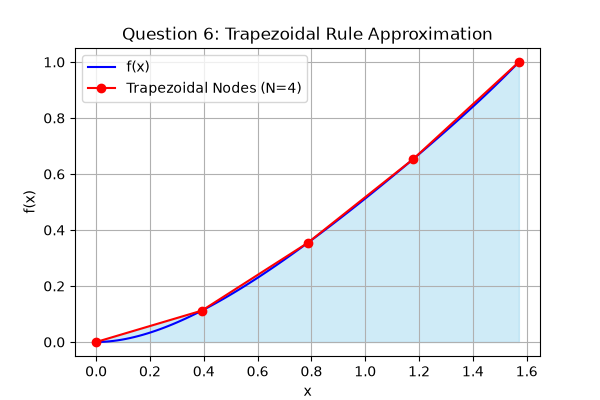 Question 6: Trapezoidal Rule Approximation
f(x)
Trapezoidal Nodes (N=4)
f(x)
1.0
0.8
0.6
0.4
0.2
0.0
0.0 0.2 0.4 0.6 0.8 1.0 1.2 1.4 1.6
x